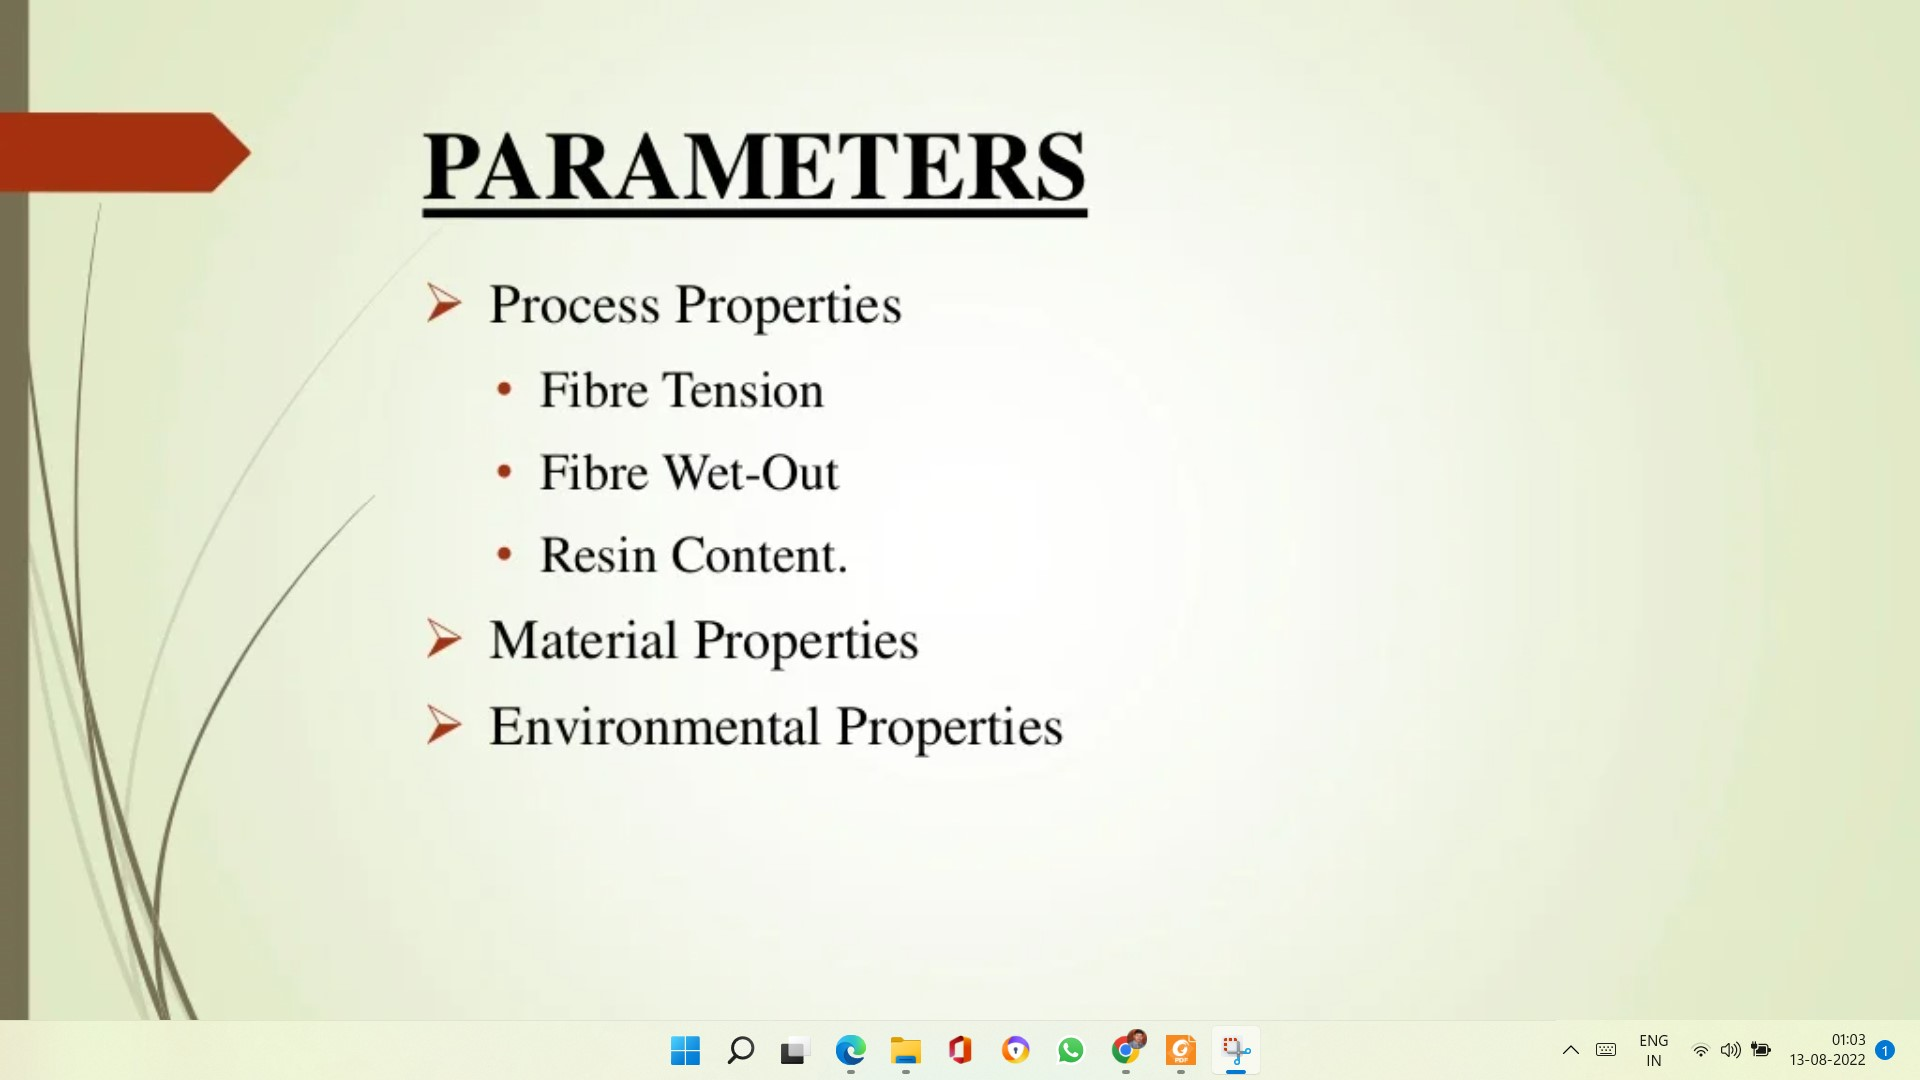 PARAMETERS
Process Properties
Fibre Tension
Fibre Wet-Out
Resin Content.
Material Properties
Environmental Properties
PDF
ENG
IN
01:03
13-08-2022
1